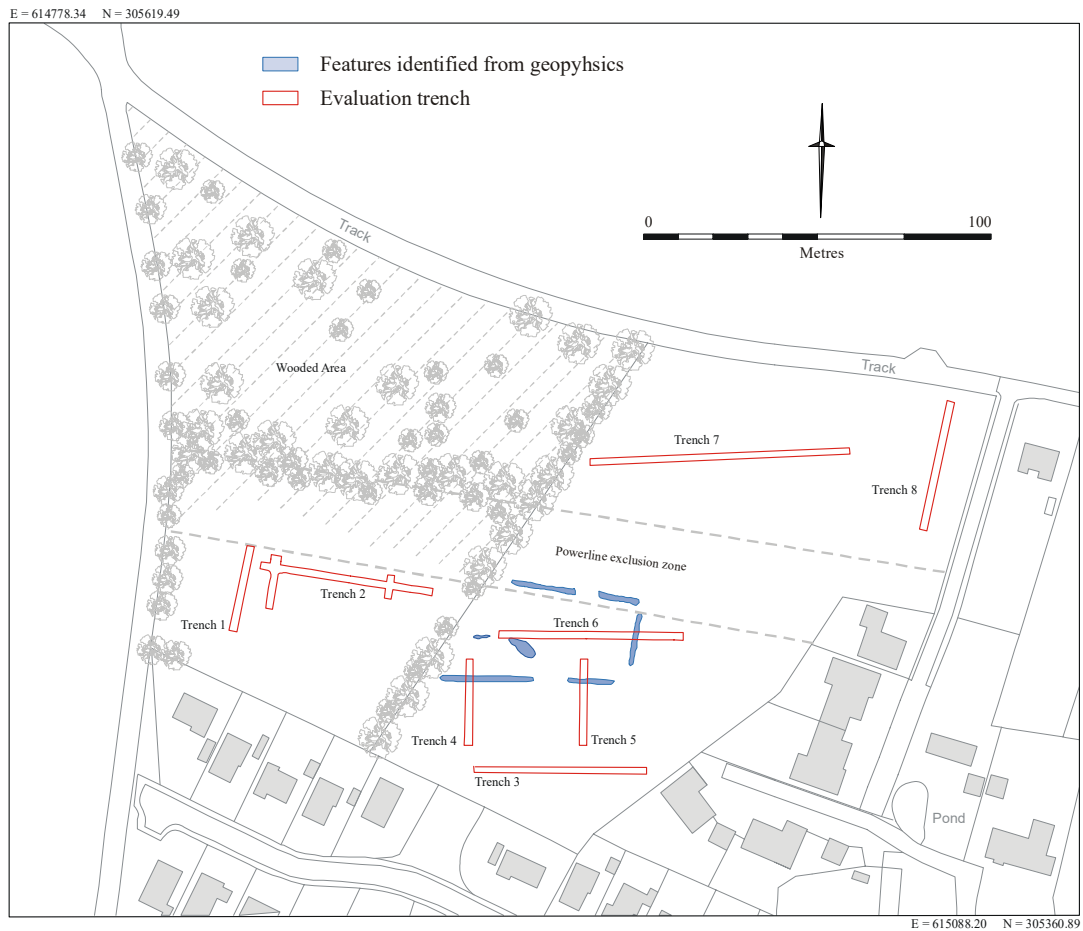 E = 614778.34 N = 305619.49
Features identified from geopyhsics
Evaluation trench
0 100
Metres
Track
Track
Wooded Area
Trench 7
Trench 8
Powerline exclusion zone
Trench 2
Trench 1
Trench 6
Trench 4
Trench 5
Trench 3
Pond
E = 615088.20 N = 305360.89